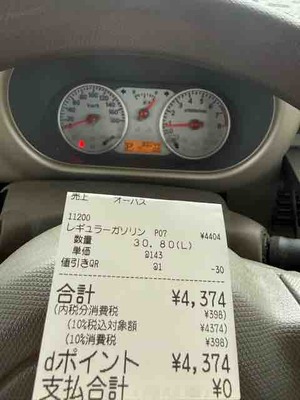 売上 オーパス
11200
レギュラーガソリン P07 ¥4404
数量 30.80(L)
単価 @143
値引きQR @1 -30
合計 ¥4,374
(内税分消費税 ¥398)
(10%税込対象額 ¥4374)
(10%消費税 ¥398)
dポイント ¥4,374
支払合計 ¥0